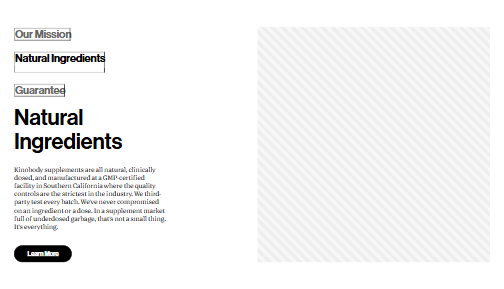 Our Mission
Natural Ingredients
Guarantee
Natural
Ingredients
Kinobody supplements are all natural, clinically
dosed, and manufactured at a GMP-certified
facility in Southern California where the quality
controls are the strictest in the industry. We third-
party test every batch. We've never compromised
on an ingredient or a dose. In a supplement market
full of underdosed garbage, that's not a small thing.
It's everything.
Learn More